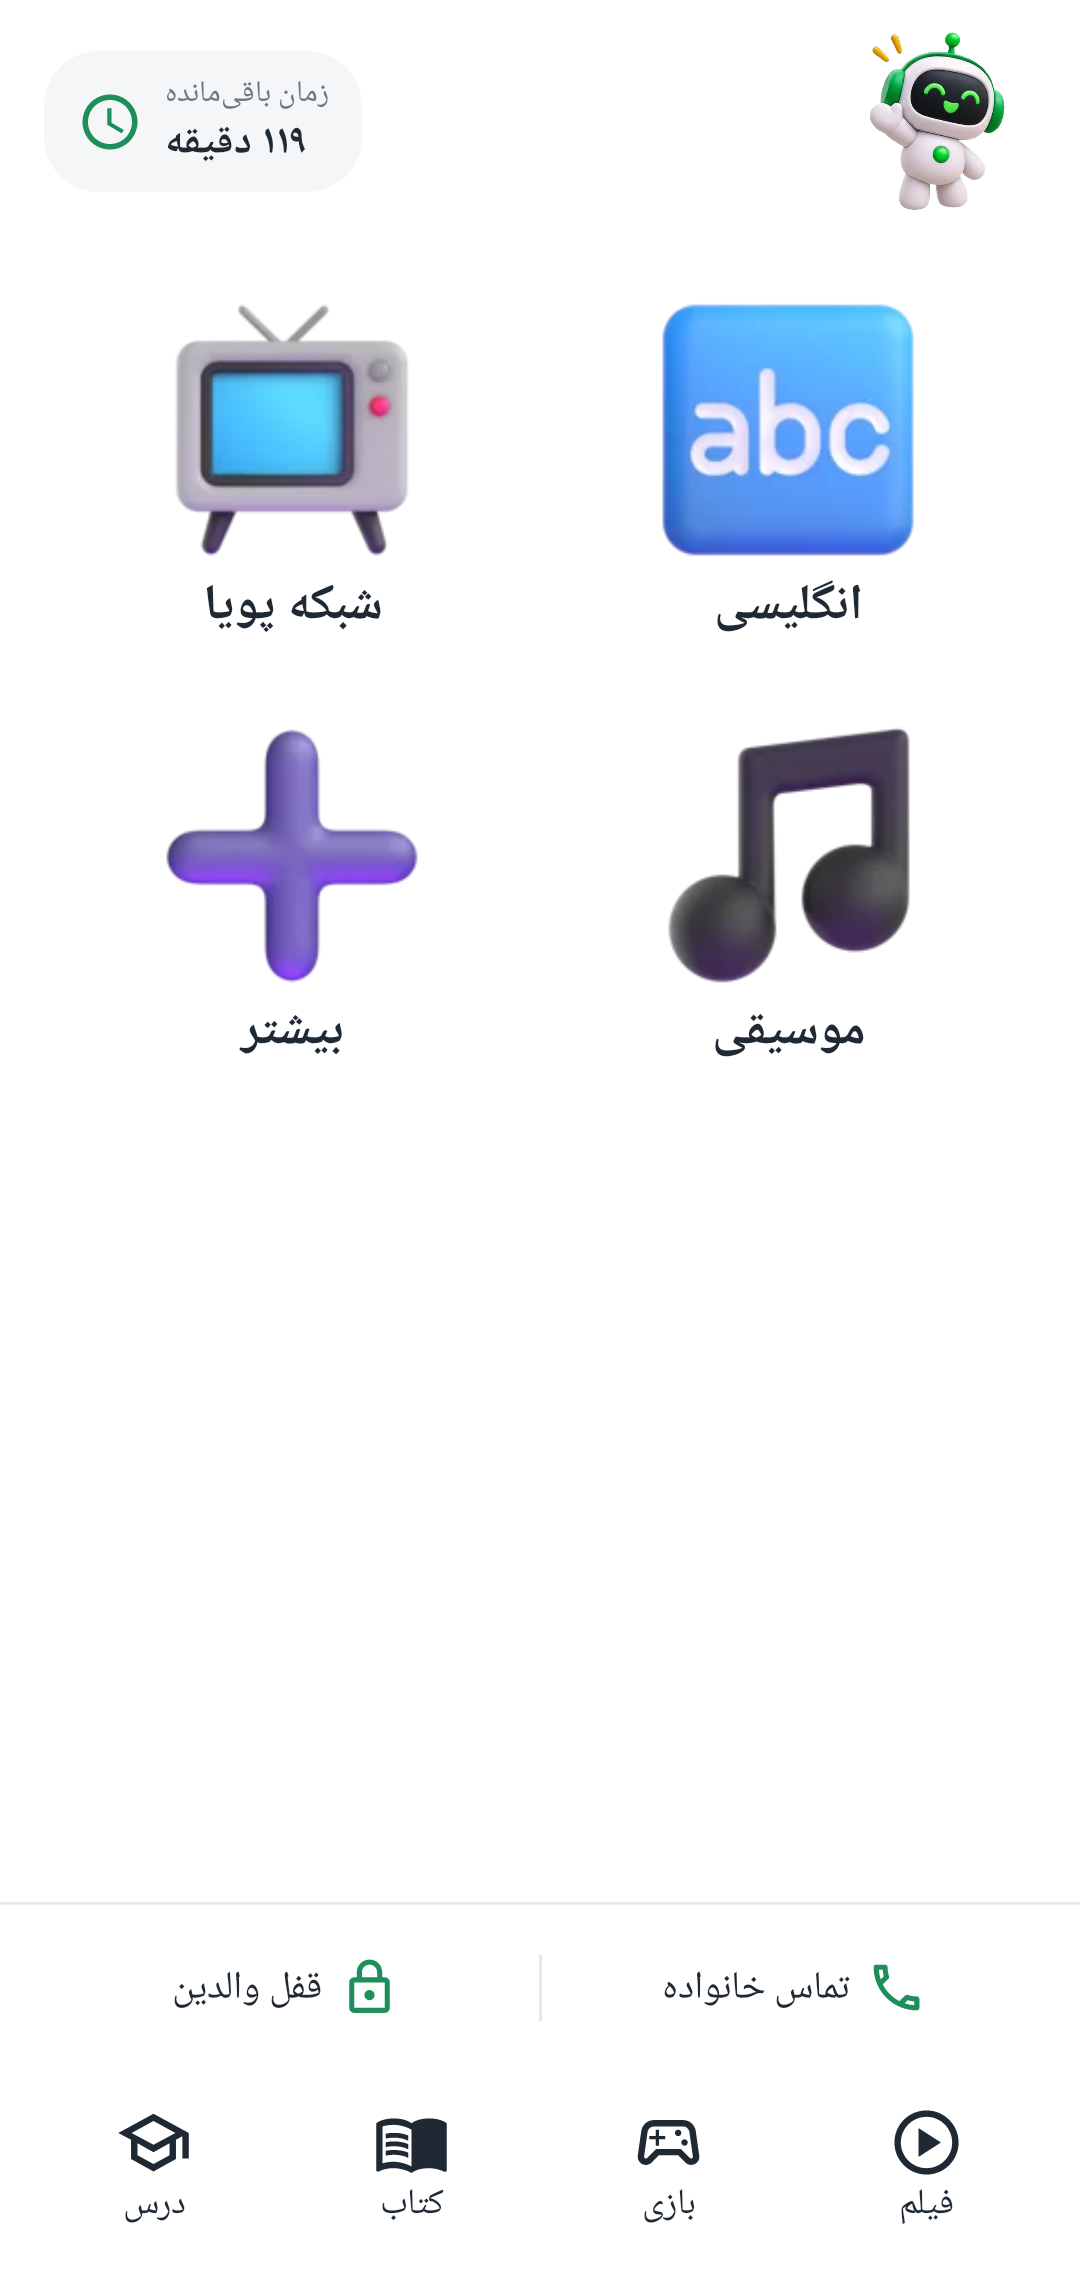 زمان باقی‌مانده
۱۱۹ دقیقه
abc
انگلیسی
شبکه پویا
موسیقی
بیشتر
تماس خانواده
قفل والدین
فیلم
بازی
کتاب
درس